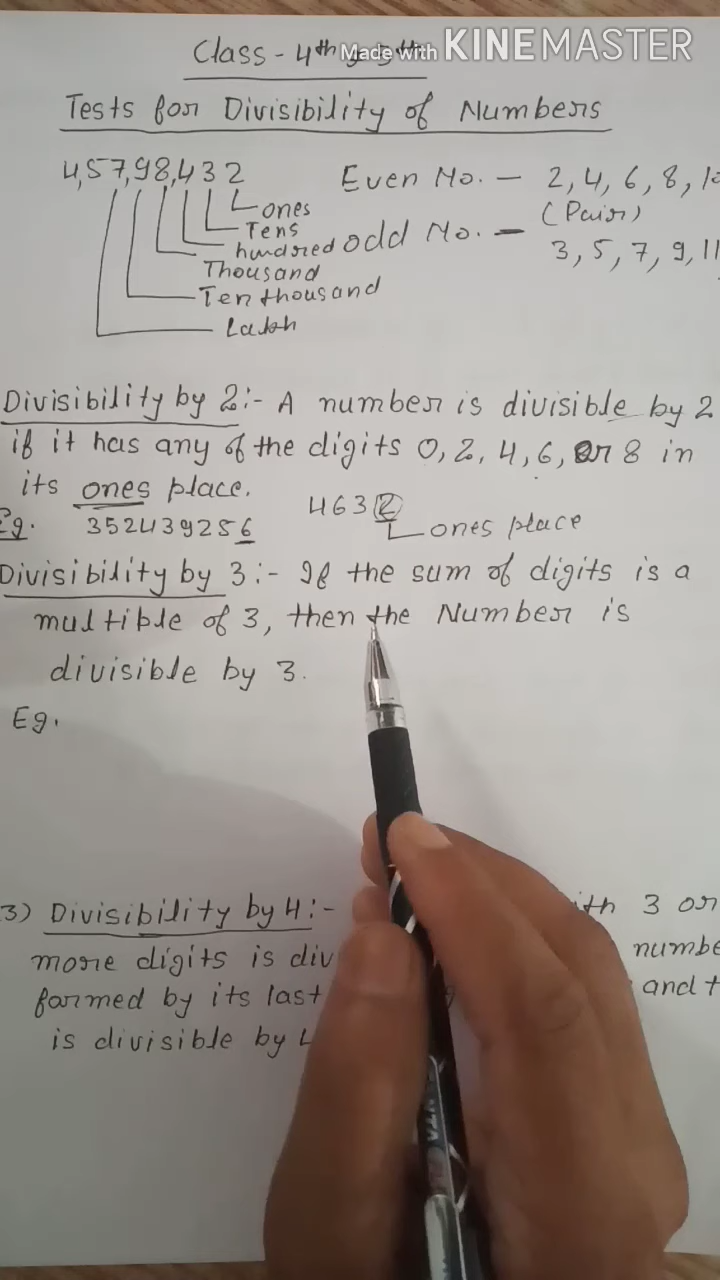 Class - 4th
Made with KINEMASTER
Tests for Divisibility of Numbers
4,57,98,432
ones
Tens
hundred
Thousand
Ten thousand
Lakh
Even No. - 2, 4, 6, 8, 10
(Pair)
odd No. - 3, 5, 7, 9, 11
Divisibility by 2:- A number is divisible by 2
if it has any of the digits 0, 2, 4, 6, or 8 in
its ones place.
Eg. 3524392556
4632
ones place
Divisibility by 3:- If the sum of digits is a
multiple of 3, then the Number is
divisible by 3.
Eg.
3) Divisibility by 4:- 3 or
more digits is numbe
formed by its last and
is divisible by